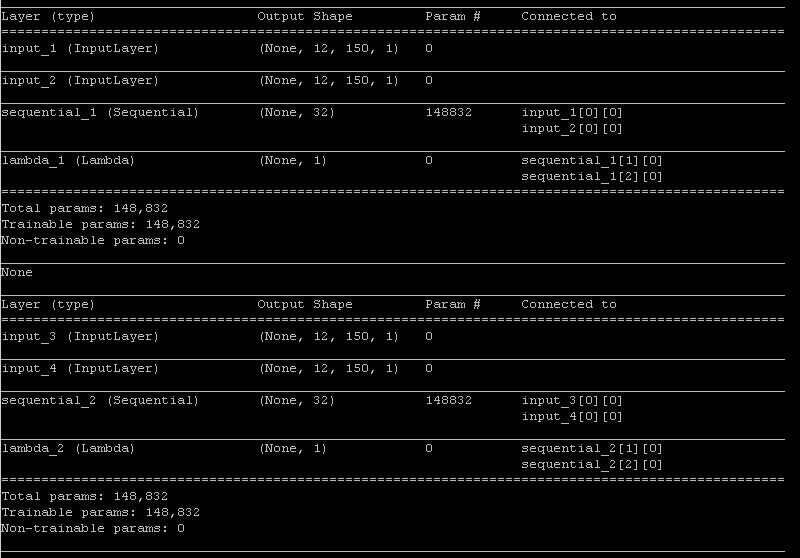 Layer (type) Output Shape Param # Connected to
input_1 (InputLayer) (None, 12, 150, 1) 0
input_2 (InputLayer) (None, 12, 150, 1) 0
sequential_1 (Sequential) (None, 32) 148832 input_1[0][0]
input_2[0][0]
lambda_1 (Lambda) (None, 1) 0 sequential_1[1][0]
sequential_1[2][0]
Total params: 148,832
Trainable params: 148,832
Non-trainable params: 0
None
Layer (type) Output Shape Param # Connected to
input_3 (InputLayer) (None, 12, 150, 1) 0
input_4 (InputLayer) (None, 12, 150, 1) 0
sequential_2 (Sequential) (None, 32) 148832 input_3[0][0]
input_4[0][0]
lambda_2 (Lambda) (None, 1) 0 sequential_2[1][0]
sequential_2[2][0]
Total params: 148,832
Trainable params: 148,832
Non-trainable params: 0